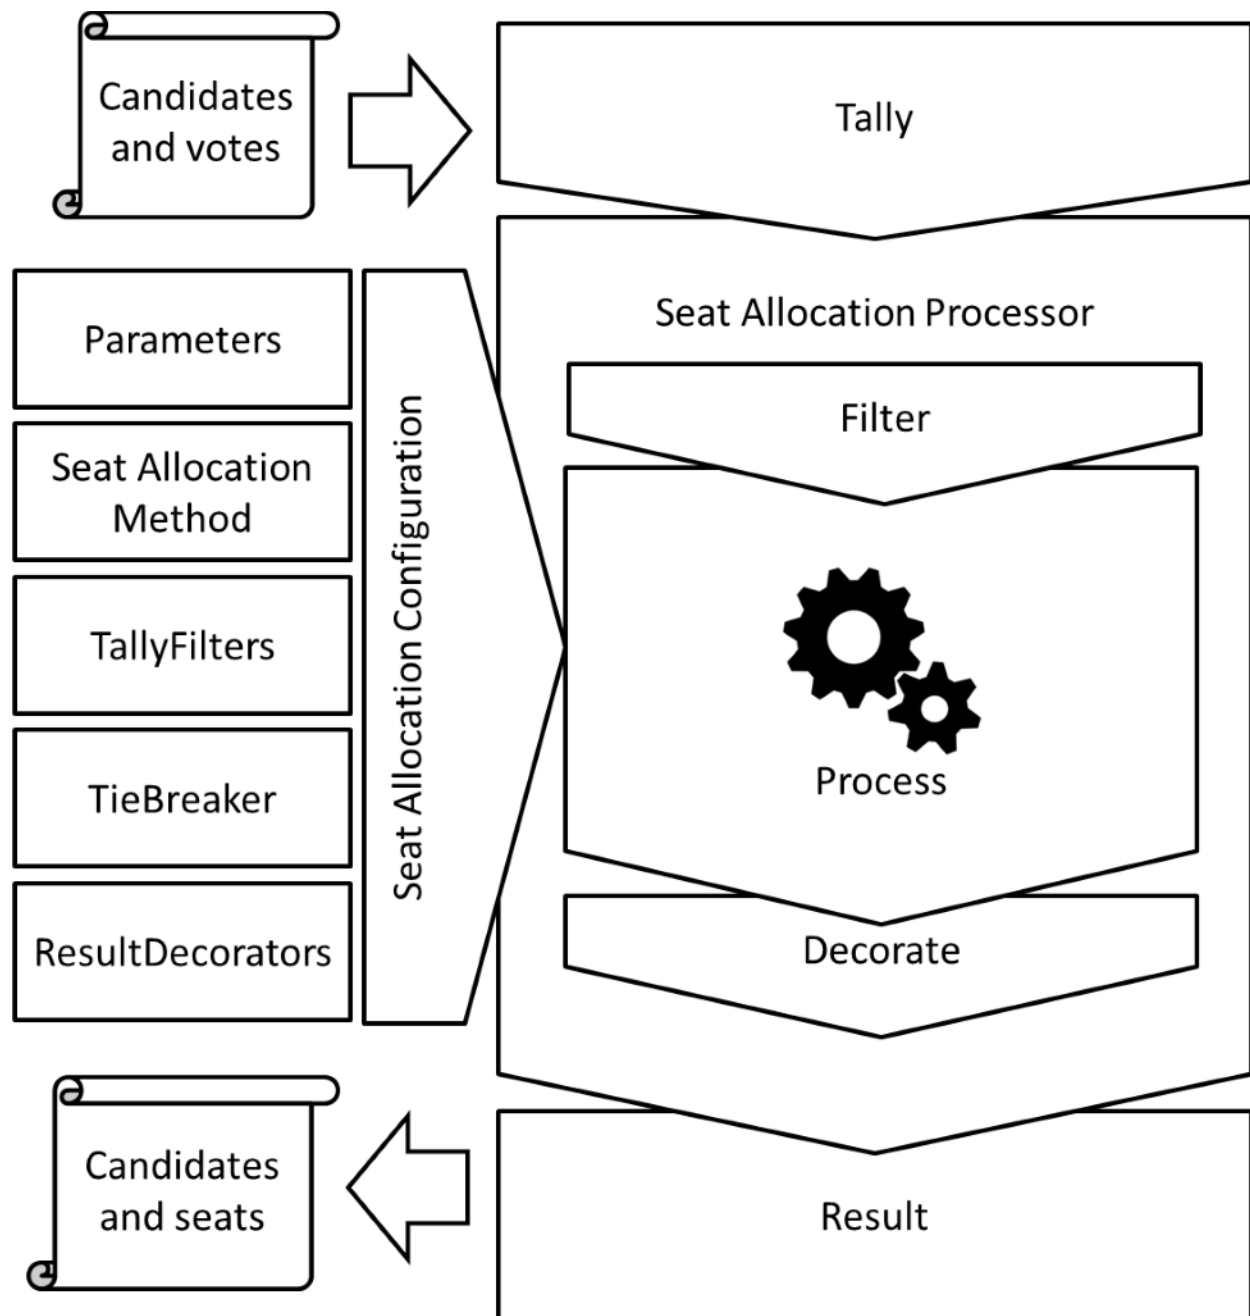 Candidates
and votes
Tally
Parameters
Seat Allocation
Method
TallyFilters
TieBreaker
ResultDecorators
Seat Allocation Configuration
Seat Allocation Processor
Filter
Process
Decorate
Candidates
and seats
Result